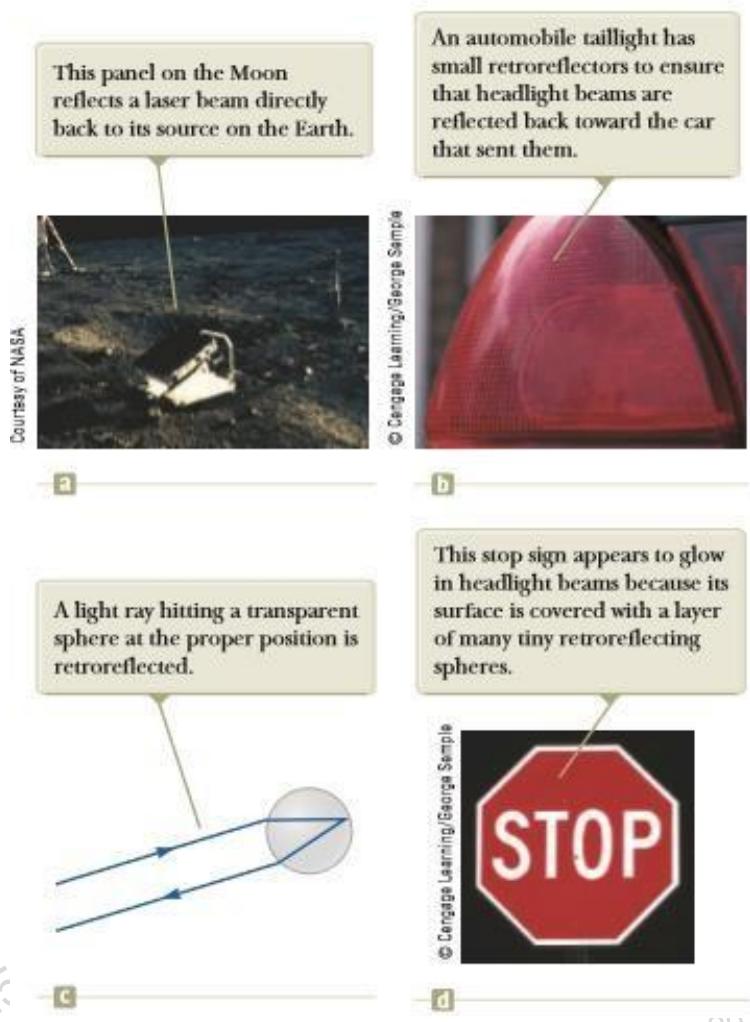 This panel on the Moon
reflects a laser beam directly
back to its source on the Earth.
An automobile taillight has
small retroreflectors to ensure
that headlight beams are
reflected back toward the car
that sent them.
Courtesy of NASA
© Cengage Learning/George Semple
a
b
A light ray hitting a transparent
sphere at the proper position is
retroreflected.
This stop sign appears to glow
in headlight beams because its
surface is covered with a layer
of many tiny retroreflecting
spheres.
© Cengage Learning/George Semple
STOP
c
d